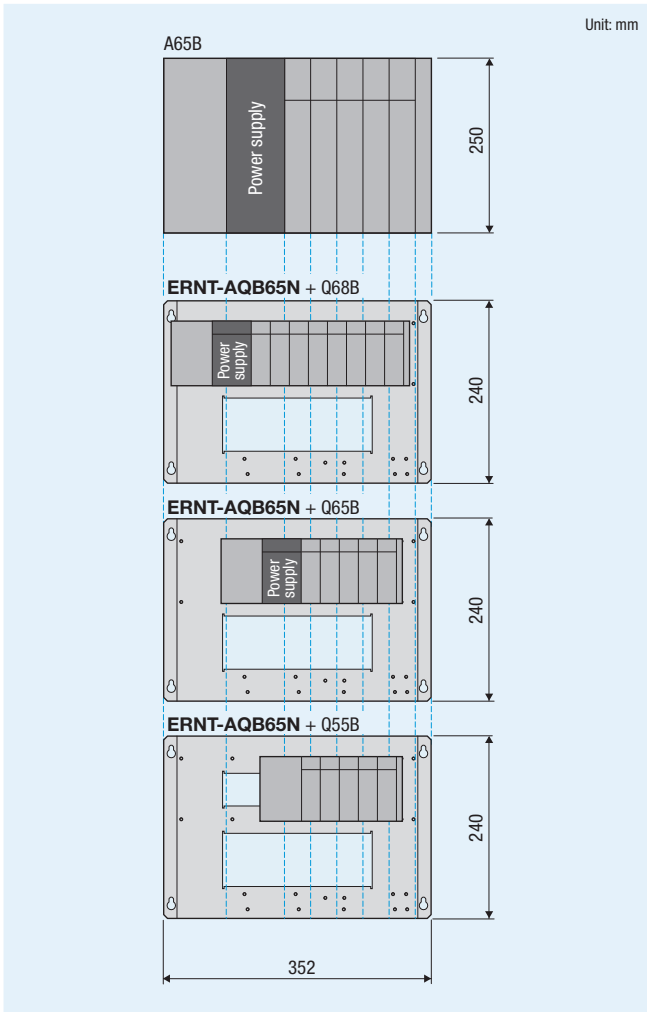 Unit: mm
A65B
Power supply
250
ERNT-AQB65N + Q68B
Power
supply
240
ERNT-AQB65N + Q65B
Power
supply
240
ERNT-AQB65N + Q55B
240
352